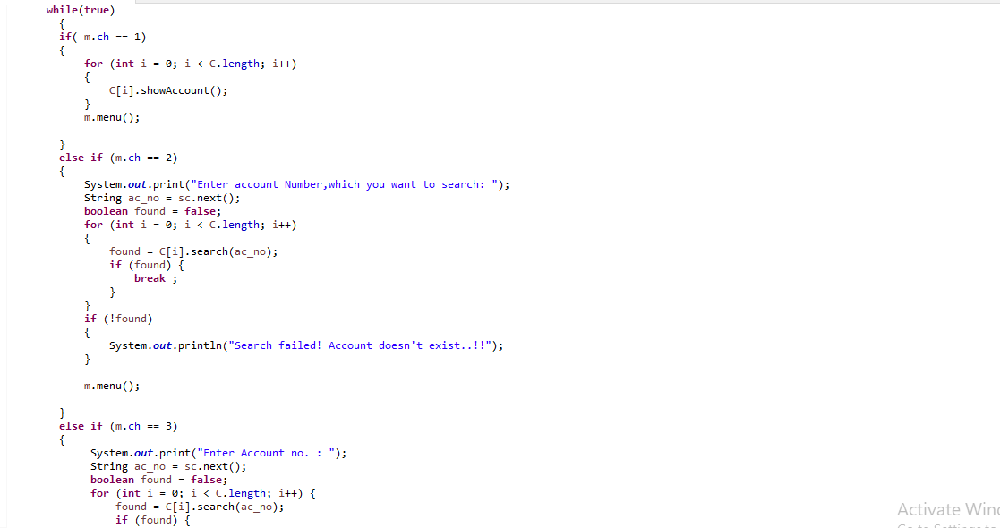 while(true)
{
if( m.ch == 1)
{
for (int i = 0; i < C.length; i++)
{
C[i].showAccount();
}
m.menu();
}
else if (m.ch == 2)
{
System.out.print("Enter account Number,which you want to search: ");
String ac_no = sc.next();
boolean found = false;
for (int i = 0; i < C.length; i++)
{
found = C[i].search(ac_no);
if (found) {
break ;
}
}
if (!found)
{
System.out.println("Search failed! Account doesn't exist..!!");
}
m.menu();
}
else if (m.ch == 3)
{
System.out.print("Enter Account no. : ");
String ac_no = sc.next();
boolean found = false;
for (int i = 0; i < C.length; i++) {
found = C[i].search(ac_no);
if (found) {
Activate Winc